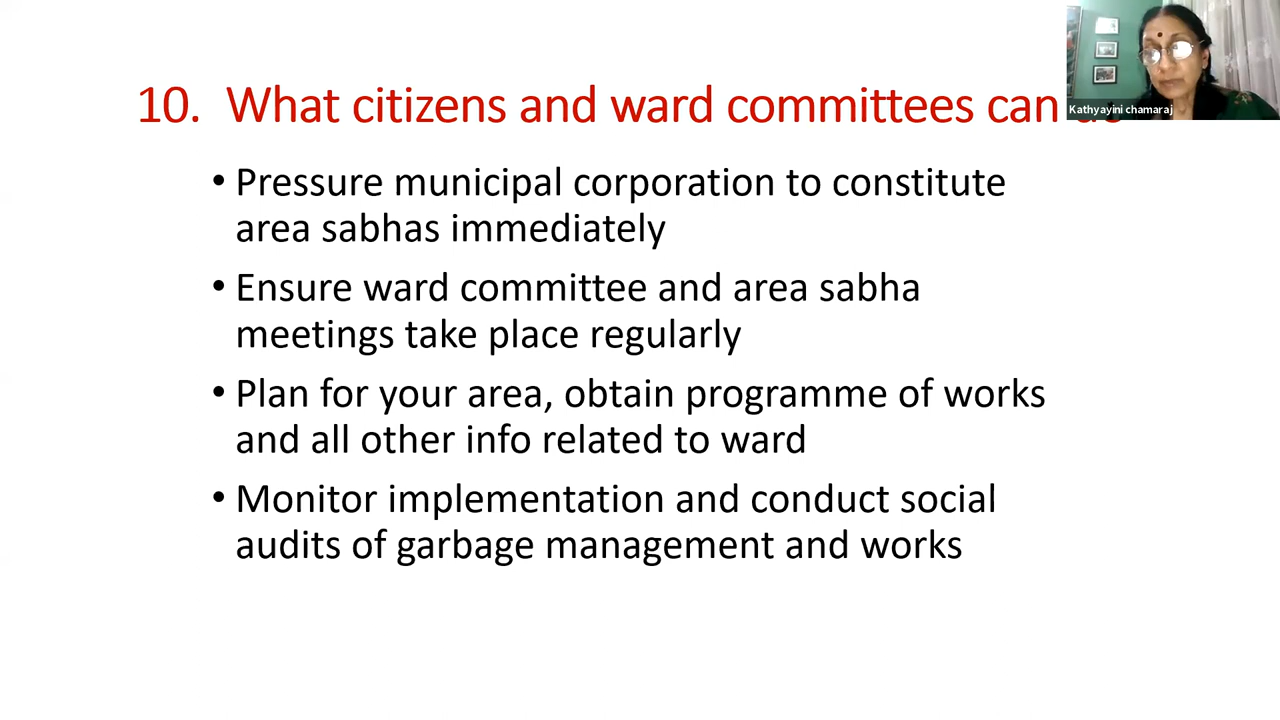 10. What citizens and ward committees can do
Kathyayini chamaraj
• Pressure municipal corporation to constitute
area sabhas immediately
• Ensure ward committee and area sabha
meetings take place regularly
• Plan for your area, obtain programme of works
and all other info related to ward
• Monitor implementation and conduct social
audits of garbage management and works